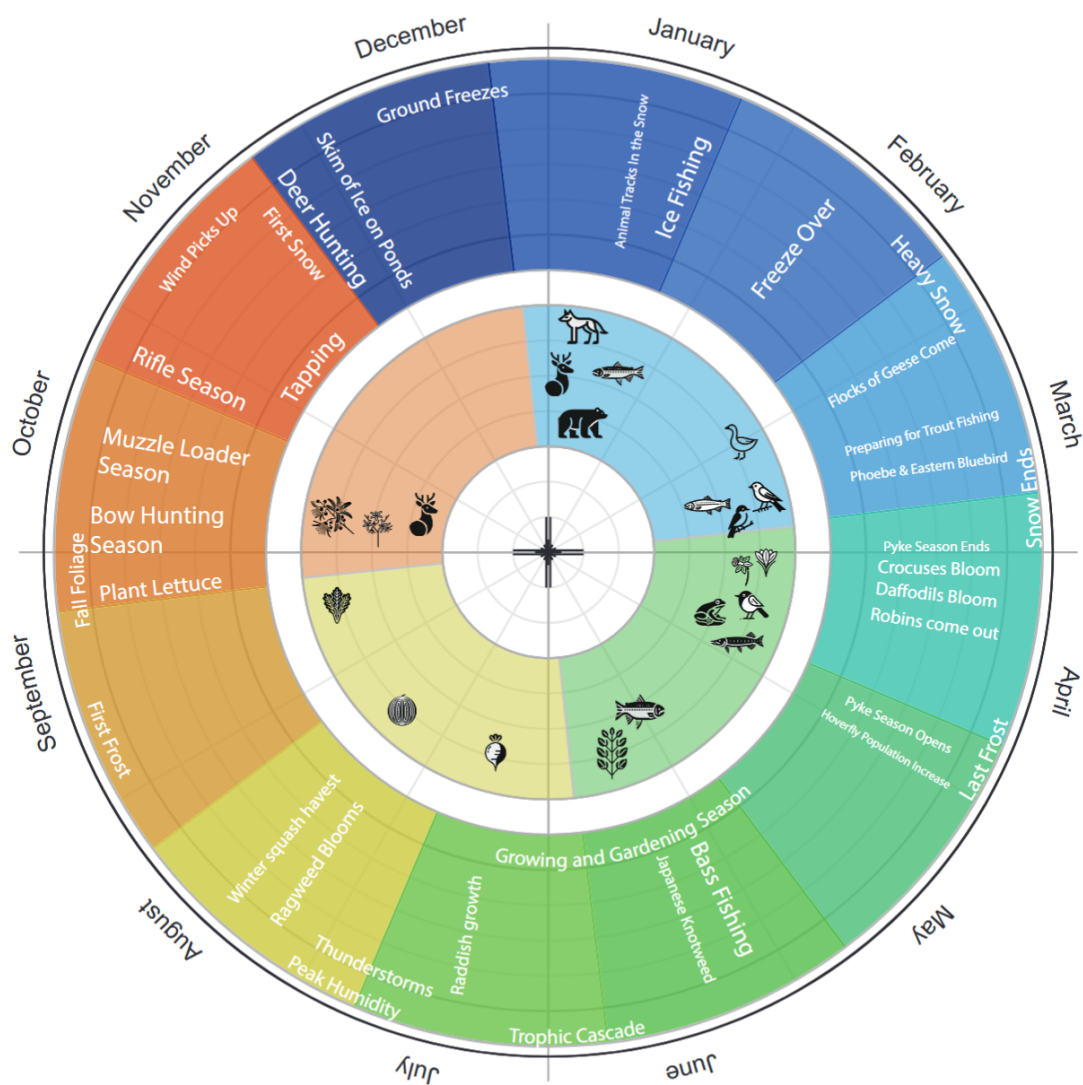 December
January
February
March
April
May
June
July
August
September
October
November
Ground Freezes
Skim of Ice on Ponds
Deer Hunting
Animal Tracks In the Snow
Ice Fishing
Freeze Over
Heavy Snow
Flocks of Geese Come
Preparing for Trout Fishing
Phoebe & Eastern Bluebird
Snow Ends
Pyke Season Ends
Crocuses Bloom
Daffodils Bloom
Robins come out
Pyke Season Opens
Hoverfly Population Increase
Last Frost
Growing and Gardening Season
Bass Fishing
Japanese Knotweed
Trophic Cascade
Raddish growth
Thunderstorms
Peak Humidity
Ragweed Blooms
Winter squash havest
First Frost
Fall Foliage
Plant Lettuce
Bow Hunting
Season
Muzzle Loader
Season
Rifle Season
Tapping
Wind Picks Up
First Snow